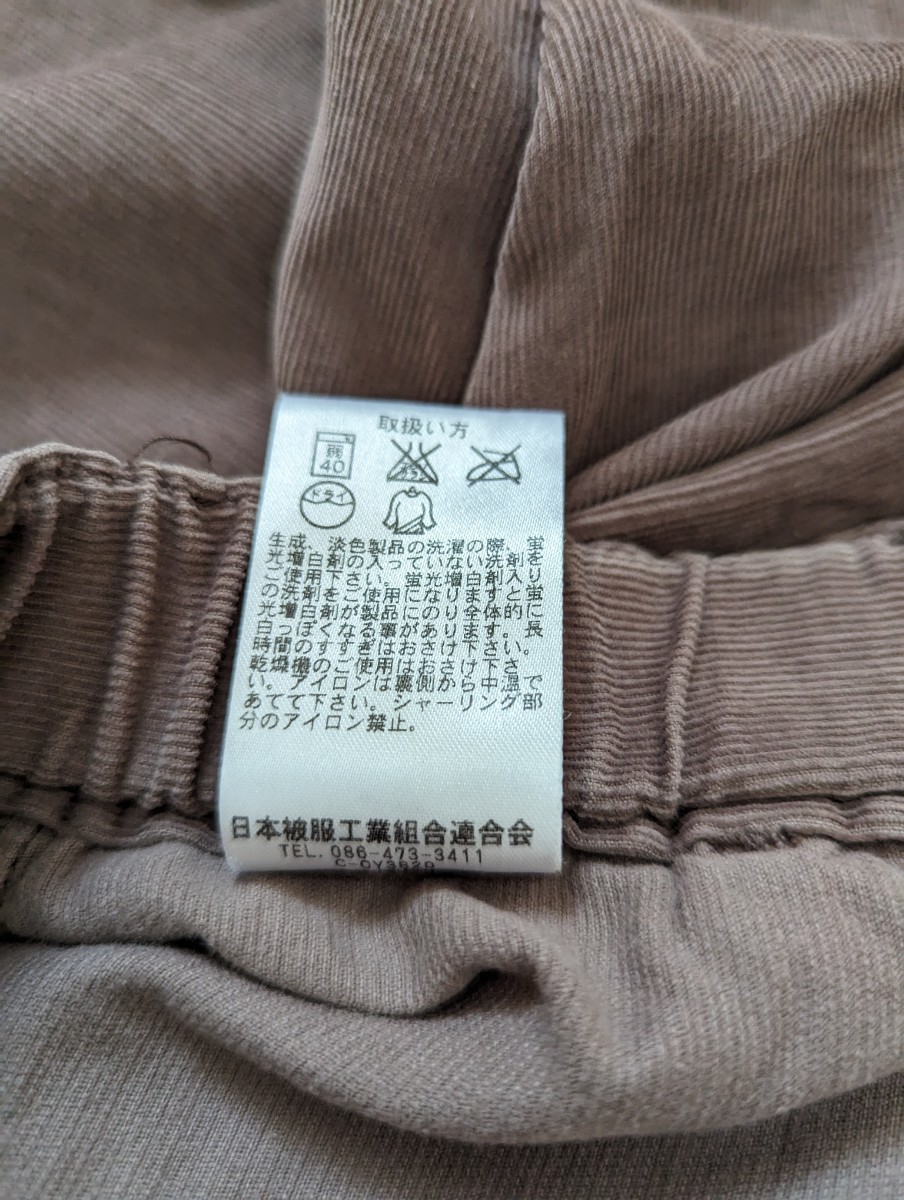 取扱い方
弱
40
ドライ
生成、淡色製品の洗濯の際、蛍
光増白剤の入っていない洗剤を
ご使用下さい。蛍光増白剤入り
の洗剤をご使用になりますと蛍
光増白剤が製品にのり全体的に
白っぽくなる事があります。長
時間のすすぎはおさけ下さい。
乾燥機のご使用はおさけ下さ
い。アイロンは裏側から中温で
あてて下さい。シャーリング部
分のアイロン禁止。
日本被服工業組合連合会
TEL. 086-473-3411